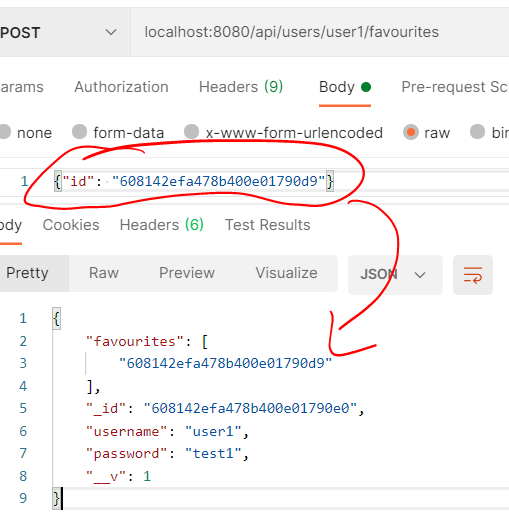 POST localhost:8080/api/users/user1/favourites
arams Authorization Headers (9) Body Pre-request Sc
none form-data x-www-form-urlencoded raw bin
1 {"id": "608142efa478b400e01790d9"}
ody Cookies Headers (6) Test Results
Pretty Raw Preview Visualize JSON
1 {
2 "favourites": [
3 "608142efa478b400e01790d9"
4 ],
5 "_id": "608142efa478b400e01790e0",
6 "username": "user1",
7 "password": "test1",
8 "__v": 1
9 }